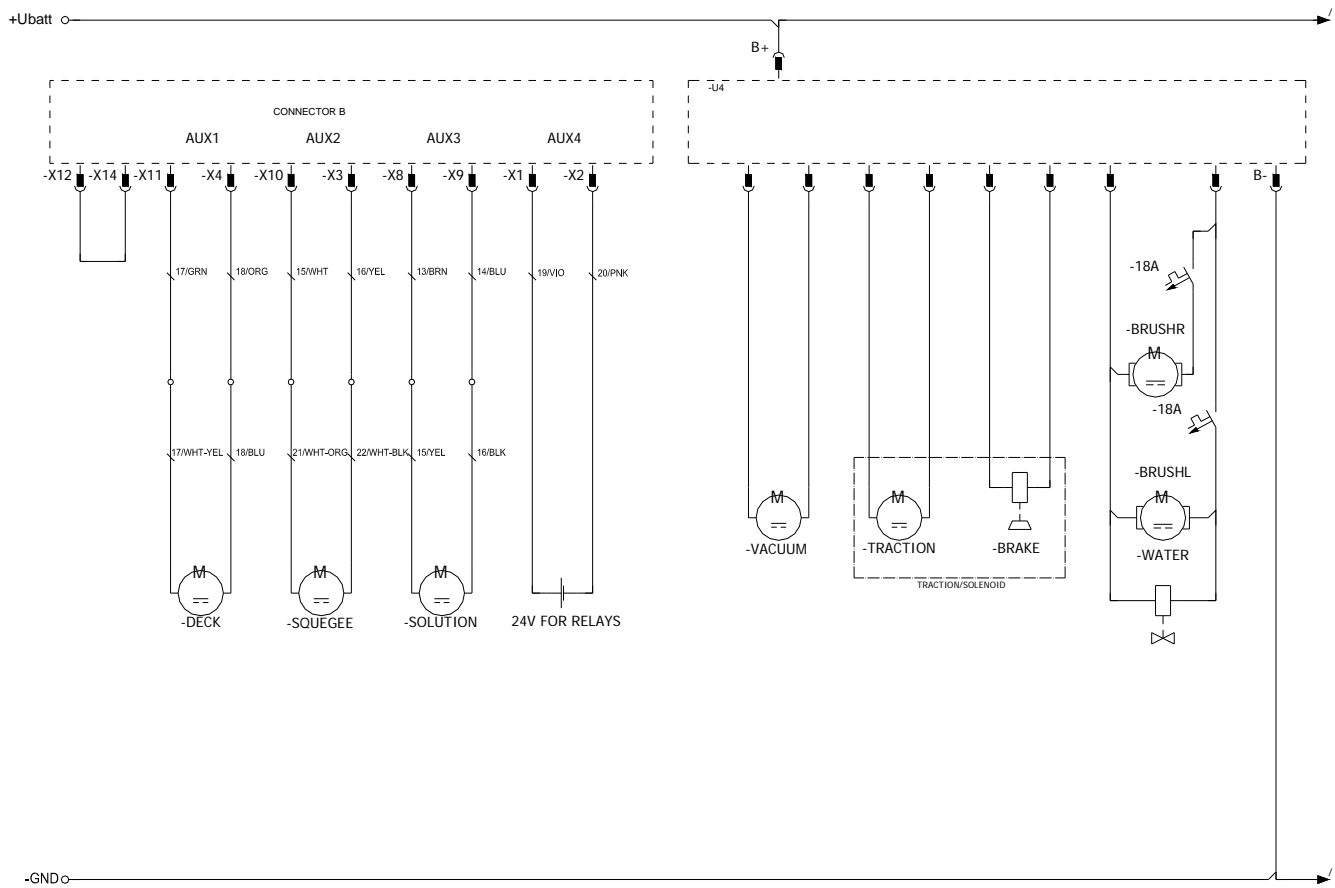 +Ubatt
/
B+
-U4
CONNECTOR B
AUX1 AUX2 AUX3 AUX4
-X12 -X14 -X11 -X4 -X10 -X3 -X8 -X9 -X1 -X2
B-
17/GRN 18/ORG 15/WHT 16/YEL 13/BRN 14/BLU 19/VIO 20/PNK
-18A
-BRUSHR
M
-18A
17/WHT-YEL 18/BLU 21/WHT-ORG 22/WHT-BLK 15/YEL 16/BLK
-BRUSHL
M M M
-VACUUM -TRACTION -BRAKE -WATER
TRACTION/SOLENOID
M M M
-DECK -SQUEGEE -SOLUTION 24V FOR RELAYS
-GND
/